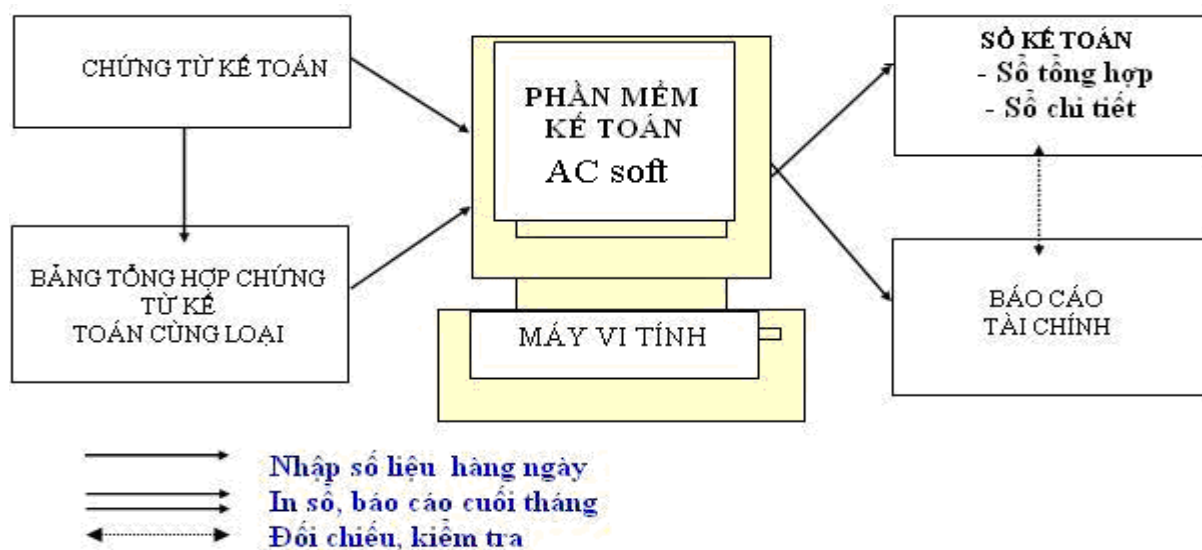 CHỨNG TỪ KẾ TOÁN
BẢNG TỔNG HỢP CHỨNG
TỪ KẾ
TOÁN CÙNG LOẠI
PHẦN MỀM
KẾ TOÁN
AC soft
MÁY VI TÍNH
SỔ KẾ TOÁN
- Sổ tổng hợp
- Sổ chi tiết
BÁO CÁO
TÀI CHÍNH
Nhập số liệu hàng ngày
In sổ, báo cáo cuối tháng
Đối chiếu, kiểm tra